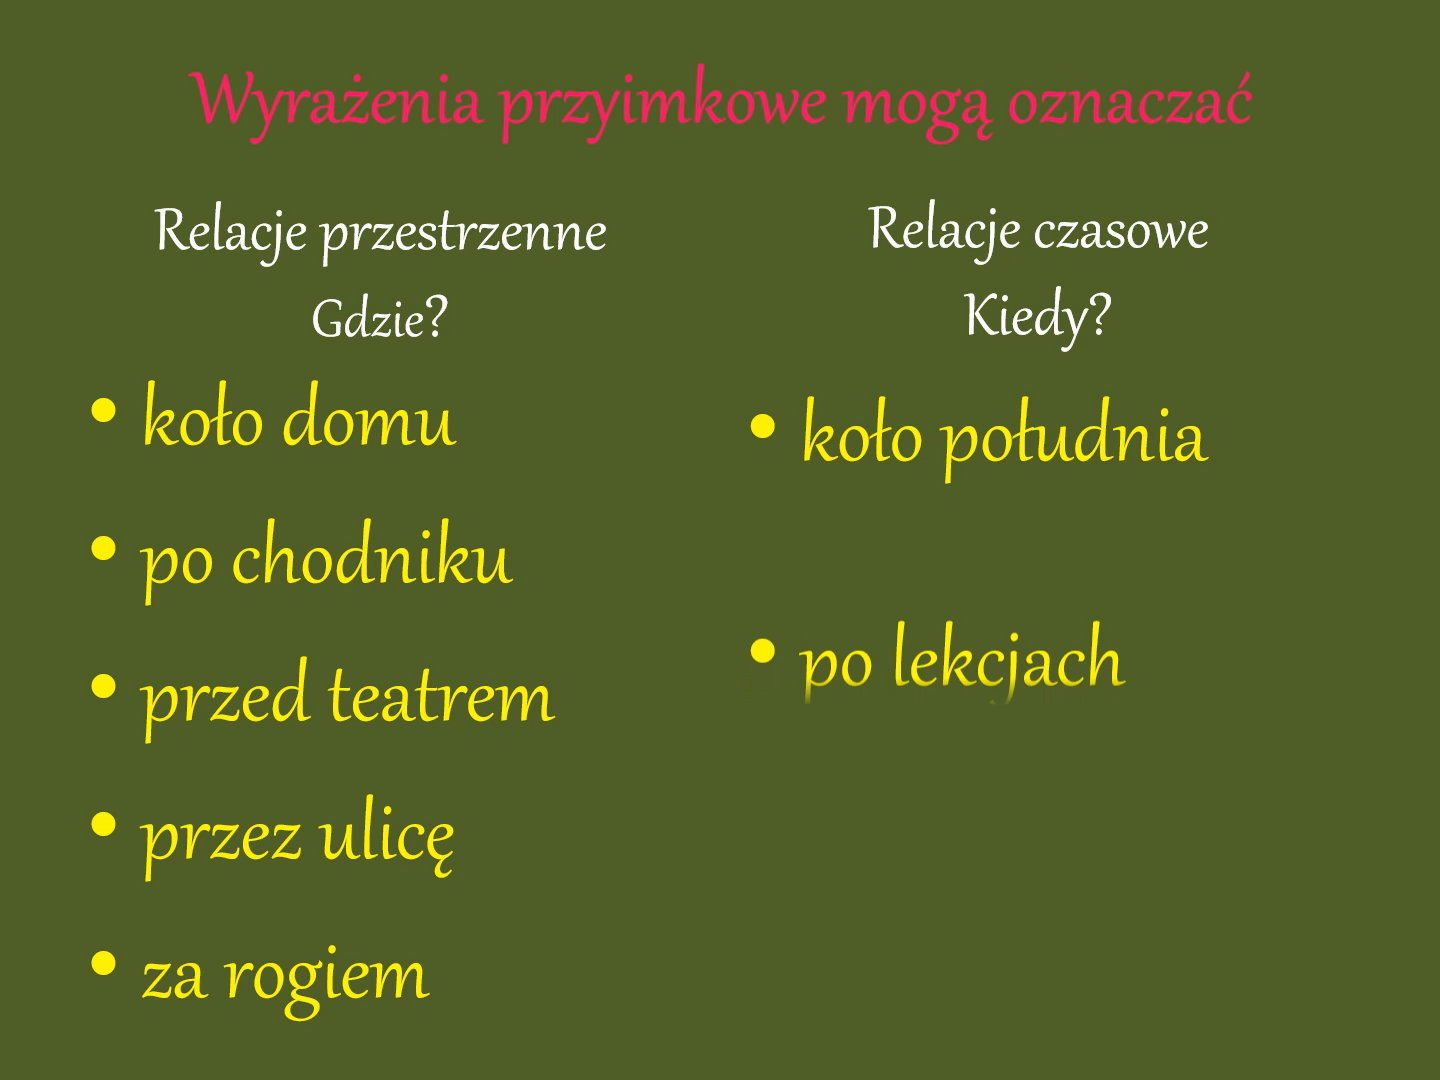 Wyrażenia przyimkowe mogą oznaczać
Relacje przestrzenne
Gdzie?
• koło domu
• po chodniku
• przed teatrem
• przez ulicę
• za rogiem
Relacje czasowe
Kiedy?
• koło południa
• po lekcjach